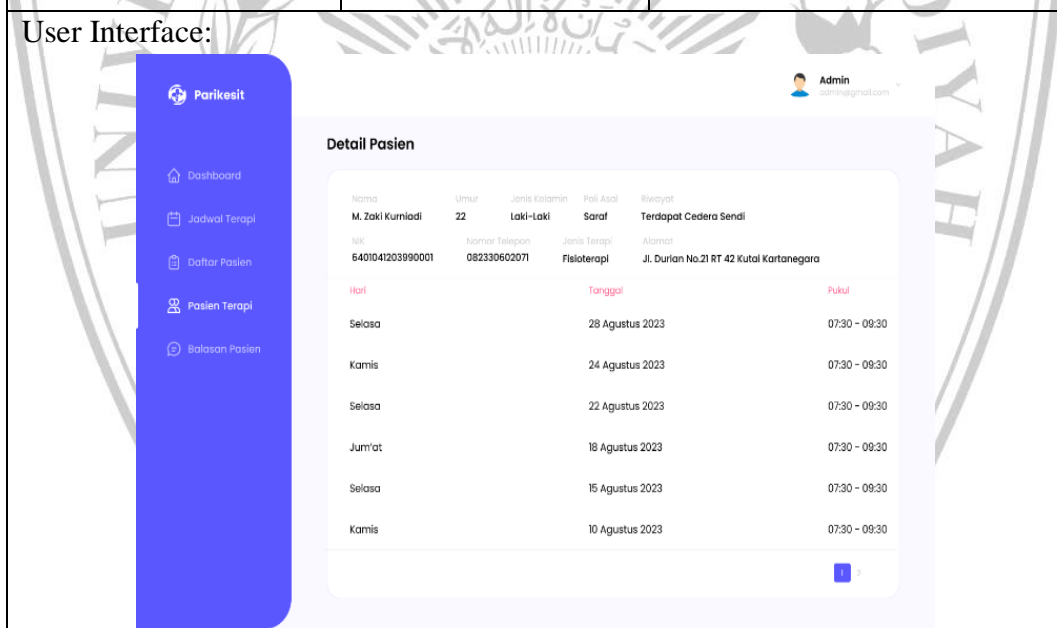 User Interface:
Parikesit
Admin
admin@gmail.com
Detail Pasien
Dashboard
Jadwal Terapi
Daftar Pasien
Pasien Terapi
Balasan Pasien
Nama Umur Jenis Kelamin Poli Asal Riwayat
M. Zaki Kurniadi 22 Laki-Laki Saraf Terdapat Cedera Sendi
NIK Nomor Telepon Jenis Terapi Alamat
6401041203990001 082330602071 Fisioterapi Jl. Durian No.21 RT 42 Kutai Kartanegara
Hari Tanggal Pukul
Selasa 28 Agustus 2023 07:30 - 09:30
Kamis 24 Agustus 2023 07:30 - 09:30
Selasa 22 Agustus 2023 07:30 - 09:30
Jum'at 18 Agustus 2023 07:30 - 09:30
Selasa 15 Agustus 2023 07:30 - 09:30
Kamis 10 Agustus 2023 07:30 - 09:30
1 2